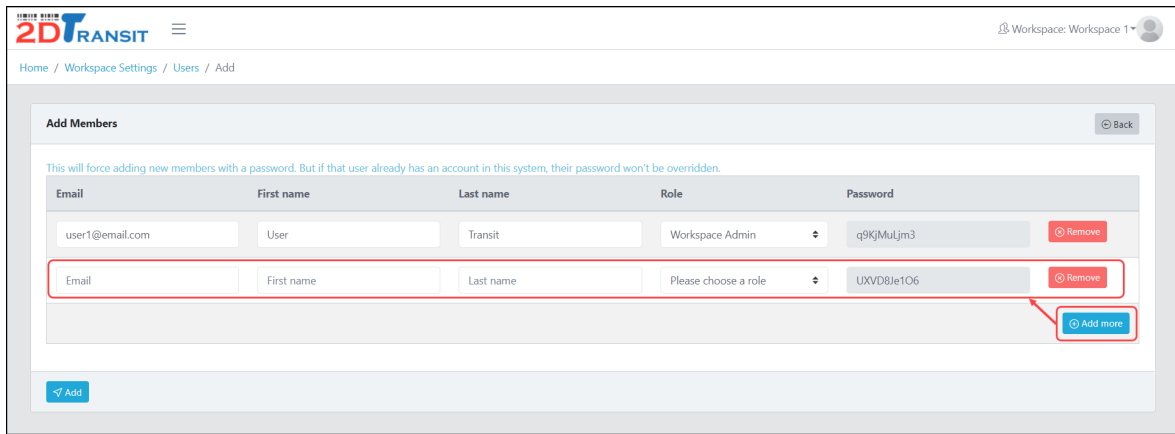 2DTRANSIT
Workspace: Workspace 1
Home / Workspace Settings / Users / Add
Add Members
Back
This will force adding new members with a password. But if that user already has an account in this system, their password won't be overridden.
Email First name Last name Role Password
user1@email.com User Transit Workspace Admin q9KjMuLjm3 Remove
Email First name Last name Please choose a role UXVD8Je1O6 Remove
Add more
Add